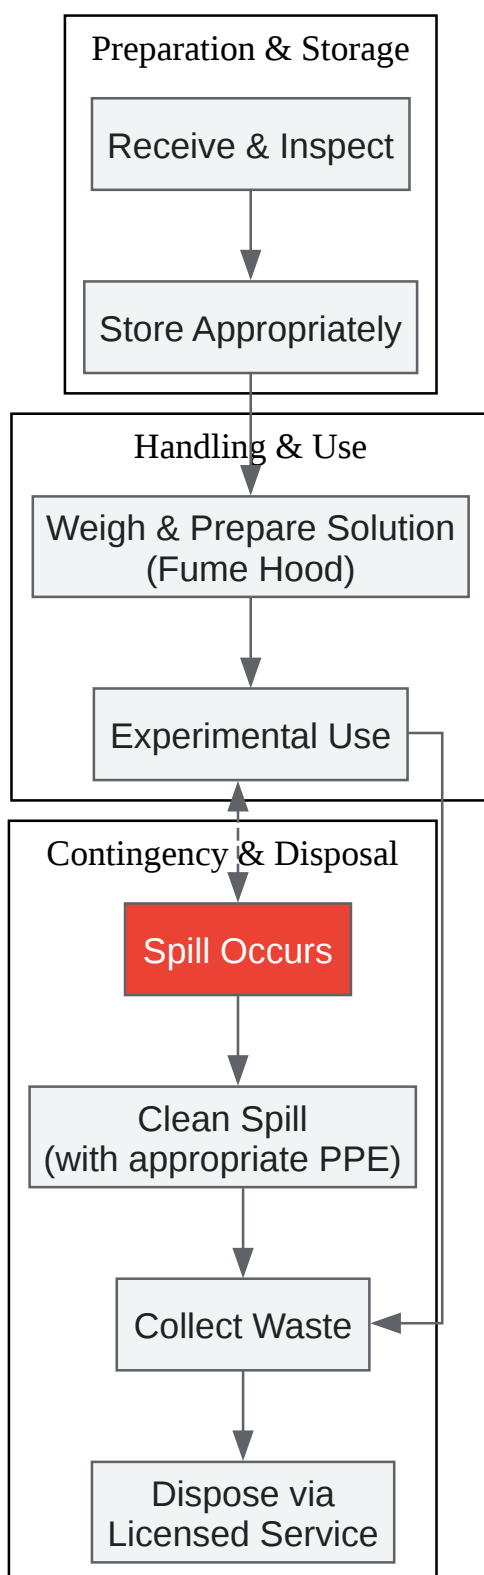 Preparation & Storage
Receive & Inspect
Store Appropriately
Handling & Use
Weigh & Prepare Solution
(Fume Hood)
Experimental Use
Contingency & Disposal
Spill Occurs
Clean Spill
(with appropriate PPE)
Collect Waste
Dispose via
Licensed Service